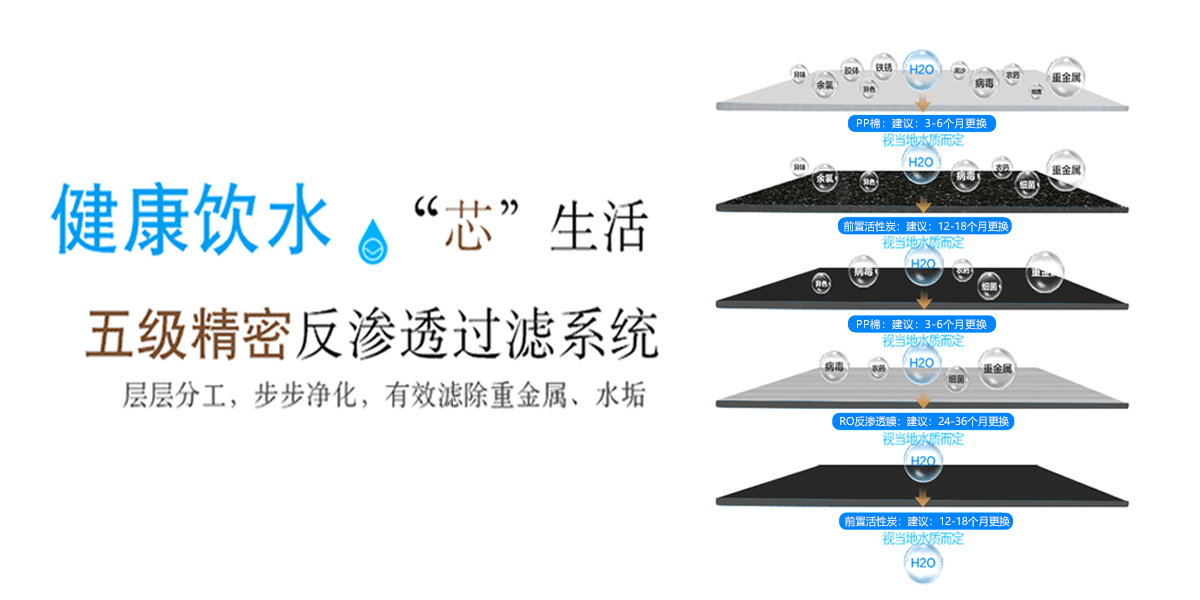 健康饮水 “芯” 生活
五级精密反渗透过滤系统
层层分工，步步净化，有效滤除重金属、水垢
异味 余氯 胶体 异色 铁锈 H2O 泥沙 病毒 农药 细菌 重金属
PP棉：建议：3-6个月更换
视当地水质而定
异味 余氯 异色 H2O 病毒 农药 细菌 重金属
前置活性炭：建议：12-18个月更换
视当地水质而定
异色 病毒 H2O 农药 细菌 重金属
PP棉：建议：3-6个月更换
视当地水质而定
病毒 农药 H2O 细菌 重金属
RO反渗透膜：建议：24-36个月更换
视当地水质而定
H2O
前置活性炭：建议：12-18个月更换
视当地水质而定
H2O